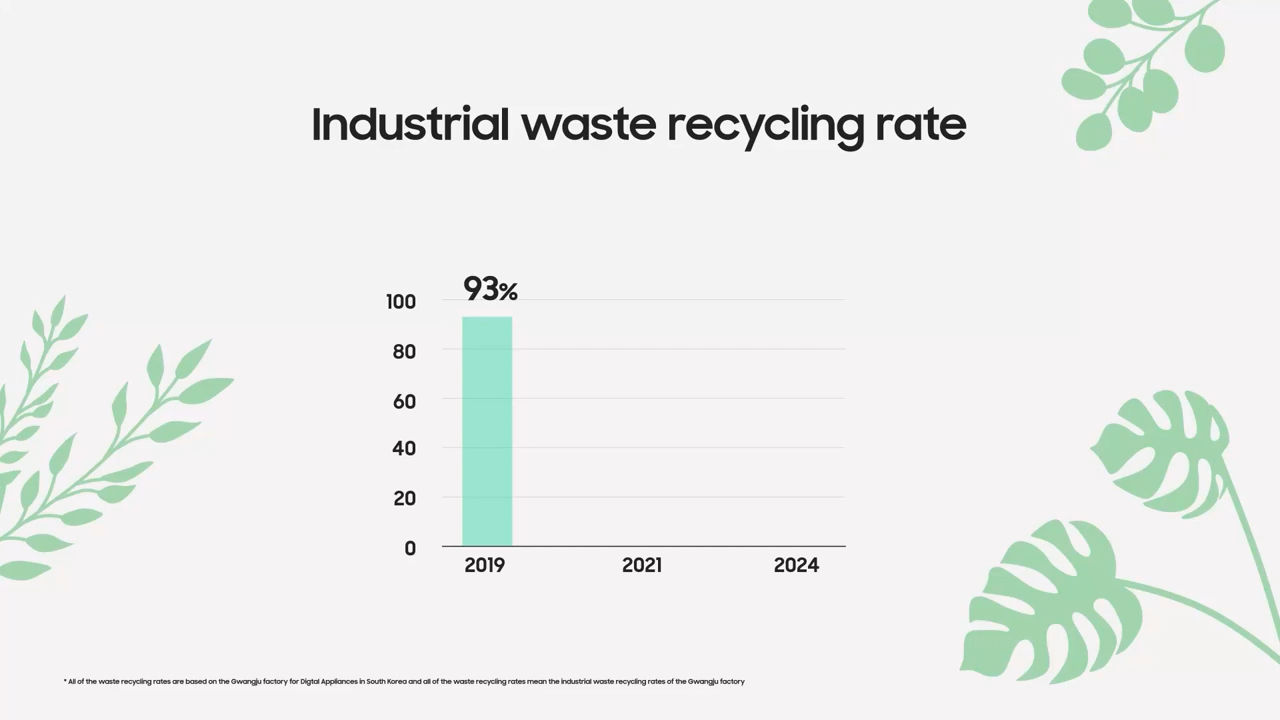 Industrial waste recycling rate
93%
100
80
60
40
20
0
2019 2021 2024
* All of the waste recycling rates are based on the Gwangju factory for Digtal Appliances in South Korea and all of the waste recycling rates mean the industrial waste recycling rates of the Gwangju factory